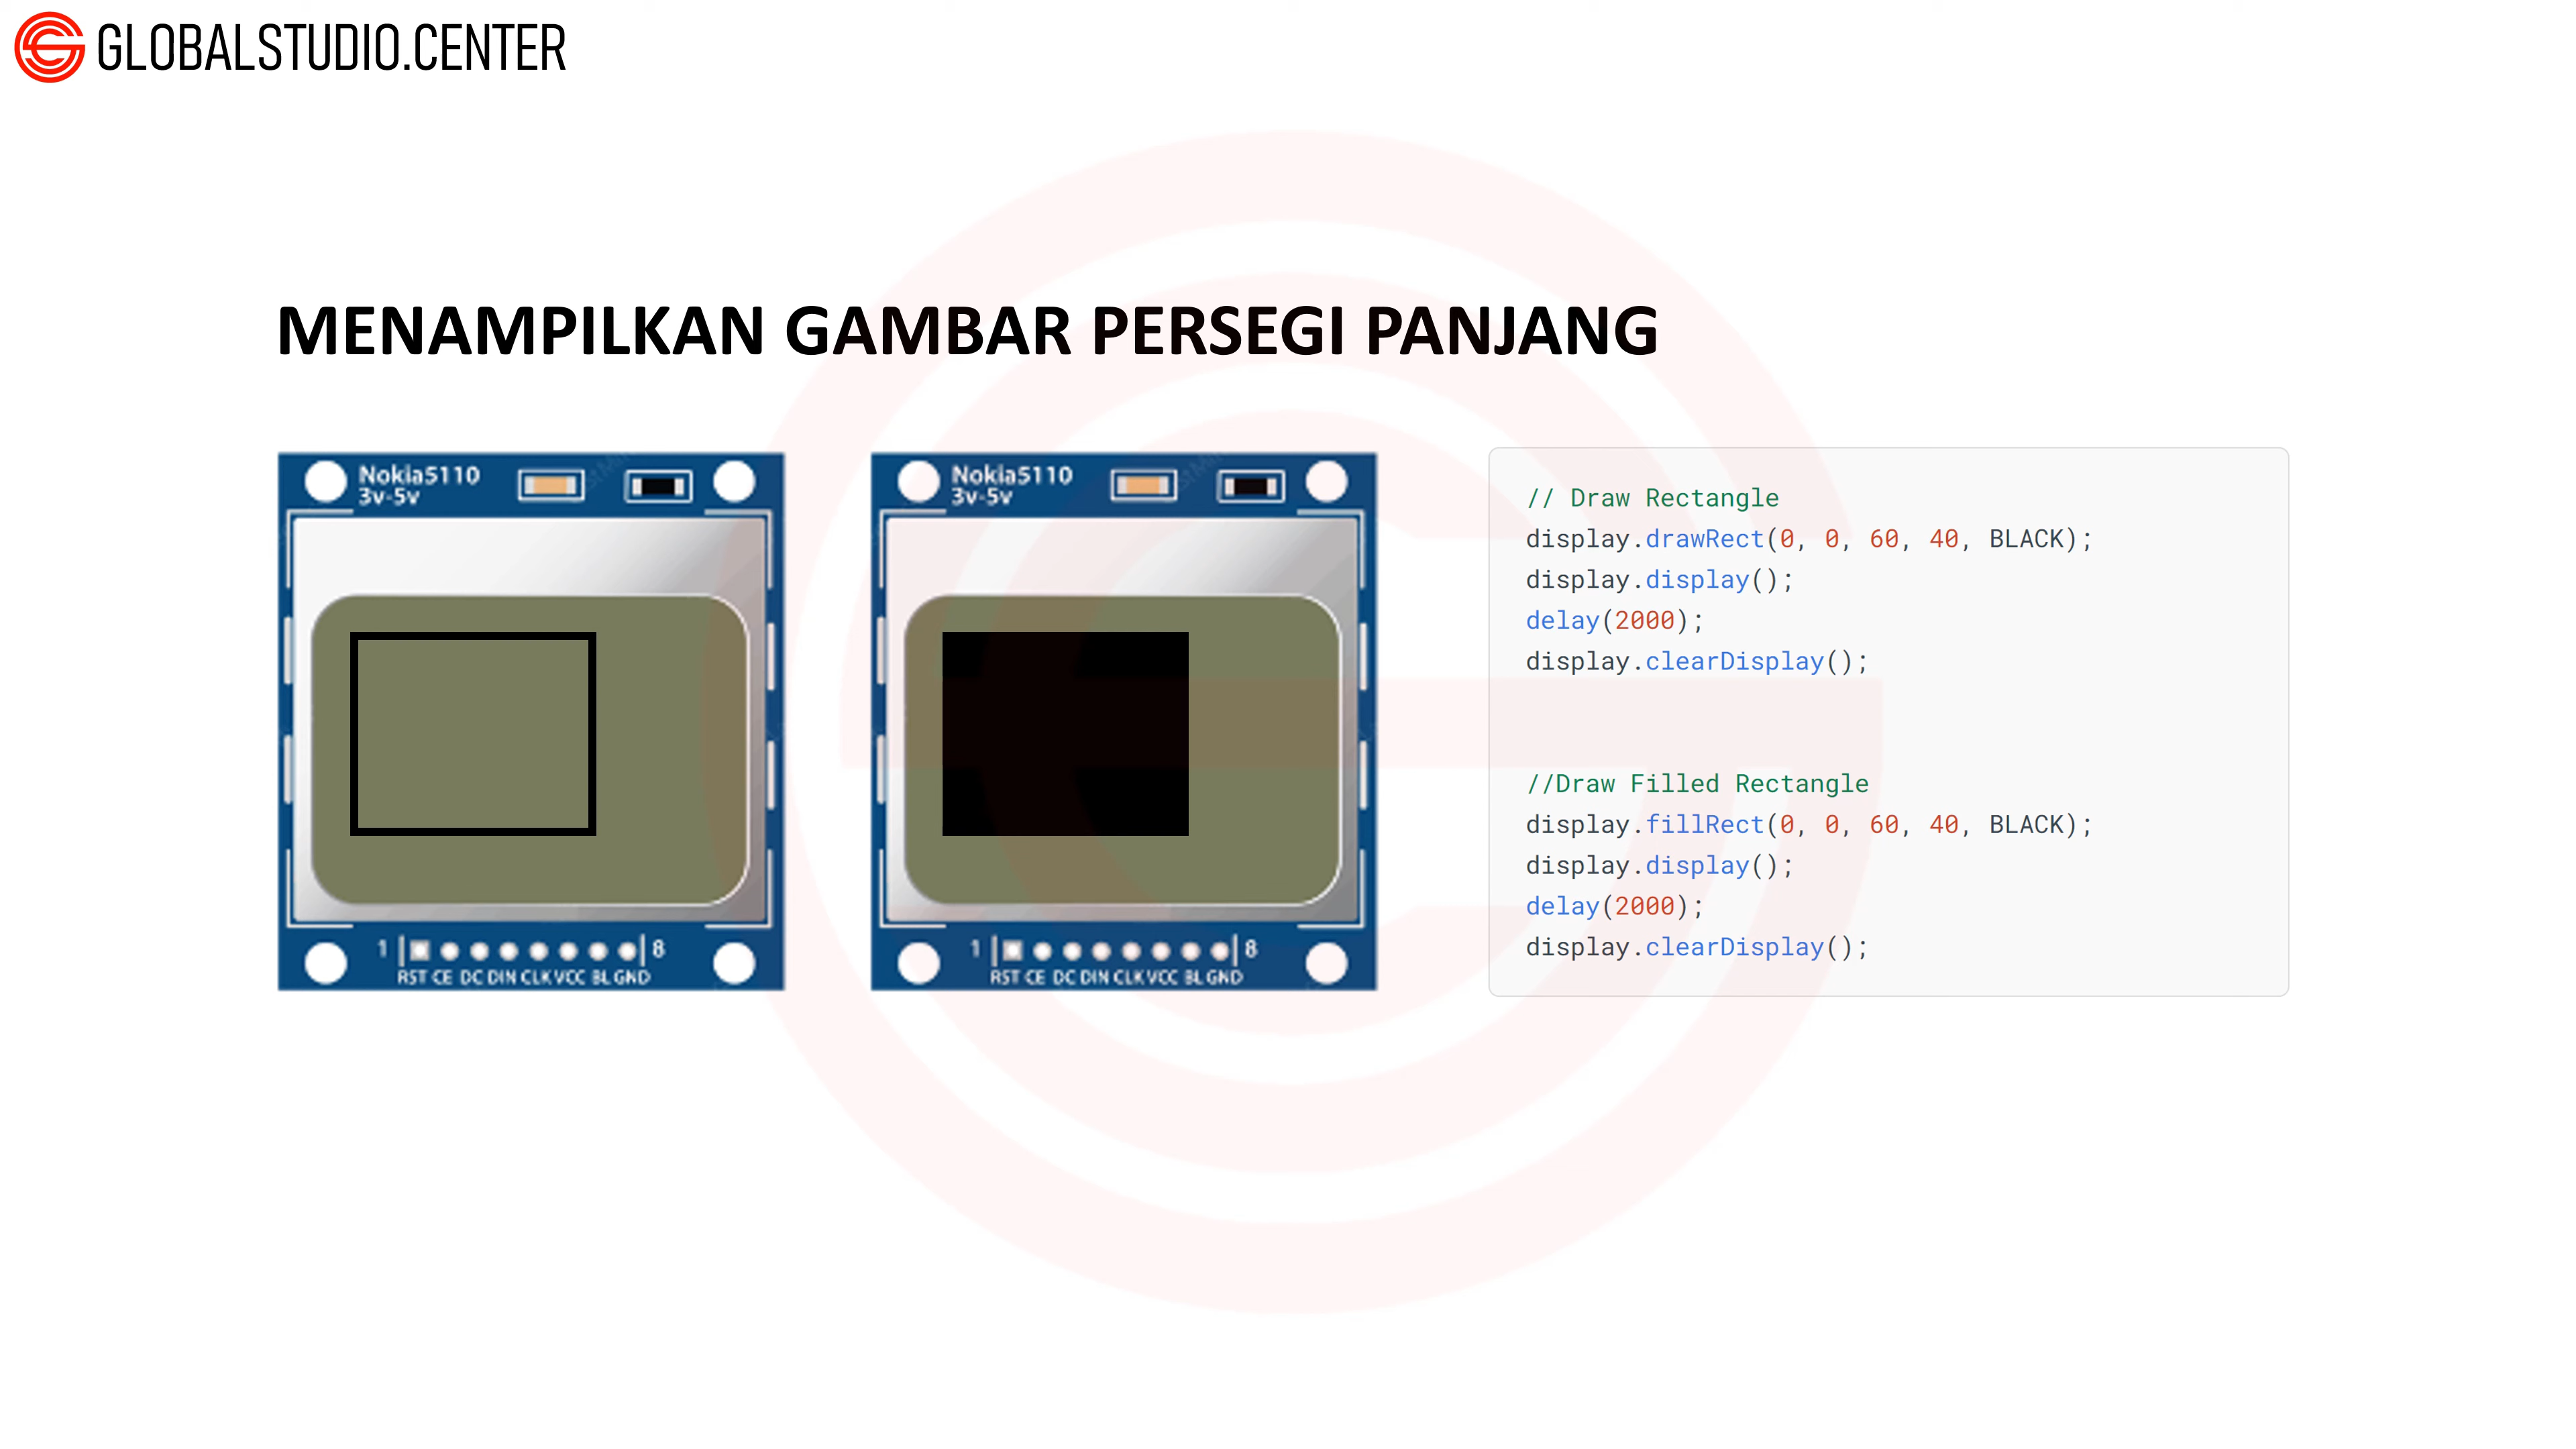 GLOBALSTUDIO.CENTER
MENAMPILKAN GAMBAR PERSEGI PANJANG
Nokia5110
3v-5v
1 8
RST CE DC DIN CLK VCC BL GND
Nokia5110
3v-5v
1 8
RST CE DC DIN CLK VCC BL GND
// Draw Rectangle
display.drawRect(0, 0, 60, 40, BLACK);
display.display();
delay(2000);
display.clearDisplay();
//Draw Filled Rectangle
display.fillRect(0, 0, 60, 40, BLACK);
display.display();
delay(2000);
display.clearDisplay();